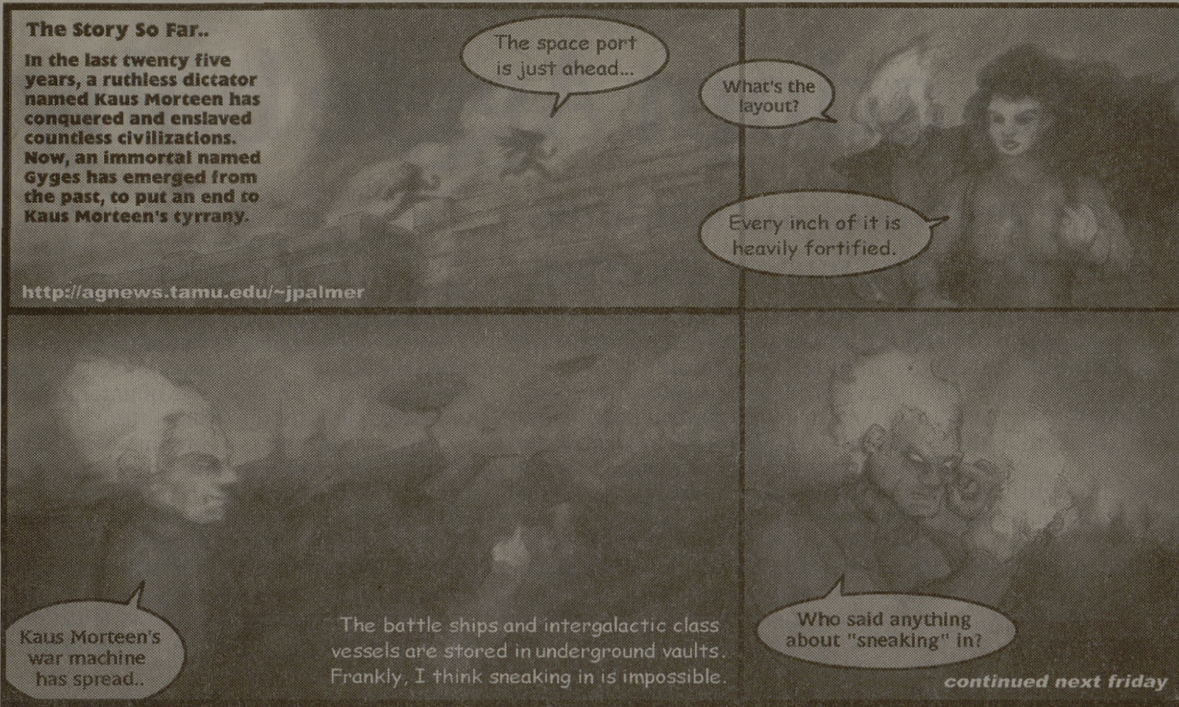 The Story So Far..
In the last twenty five
years, a ruthless dictator
named Kaus Morteen has
conquered and enslaved
countless civilizations.
Now, an immortal named
Gyges has emerged from
the past, to put an end to
Kaus Morteen's tyrrany.
http://agnews.tamu.edu/~jpalmer
The space port
is just ahead...
What's the
layout?
Every inch of it is
heavily fortified.
Kaus Morteen's
war machine
has spread..
The battle ships and intergalactic class
vessels are stored in underground vaults.
Frankly, I think sneaking in is impossible.
Who said anything
about "sneaking" in?
continued next friday